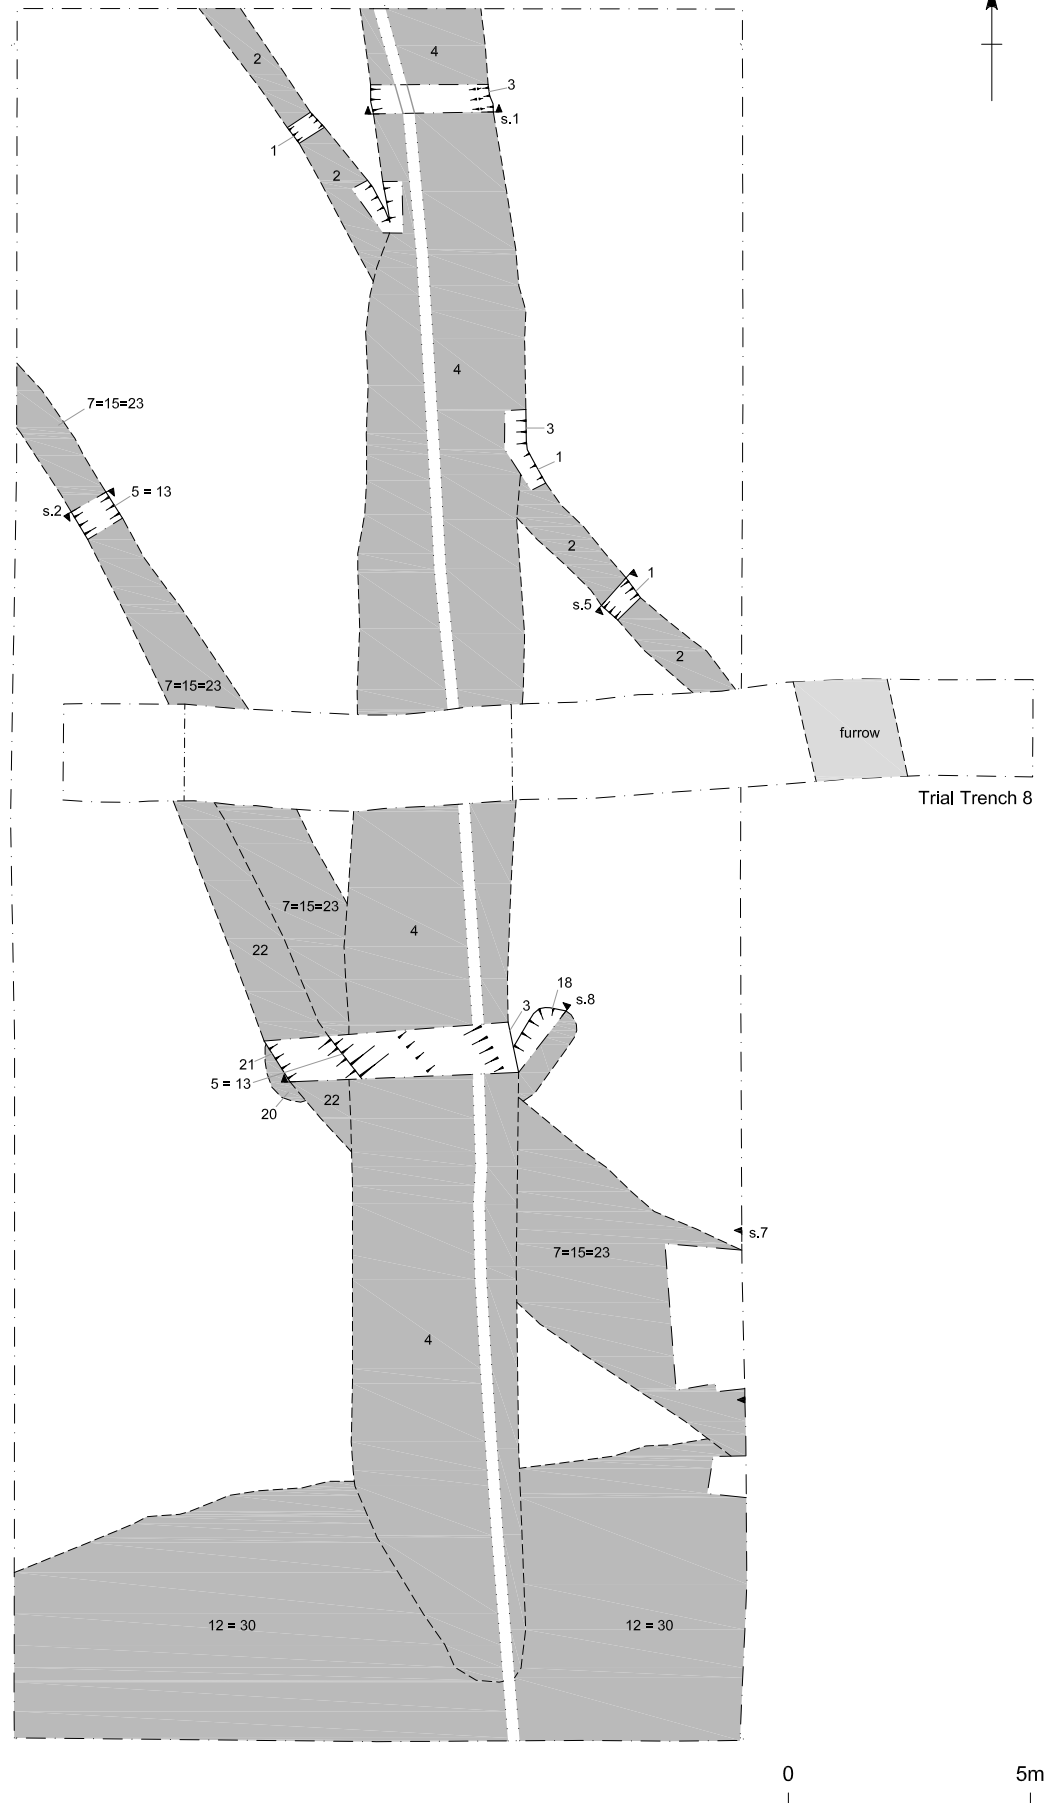 4
2
3
s.1
1
2
4
7=15=23
3
1
5 = 13
s.2
2
1
s.5
2
7=15=23
furrow
Trial Trench 8
7=15=23
4
22
18
s.8
3
21
5 = 13
22
20
s.7
7=15=23
4
12 = 30
12 = 30
0 5m